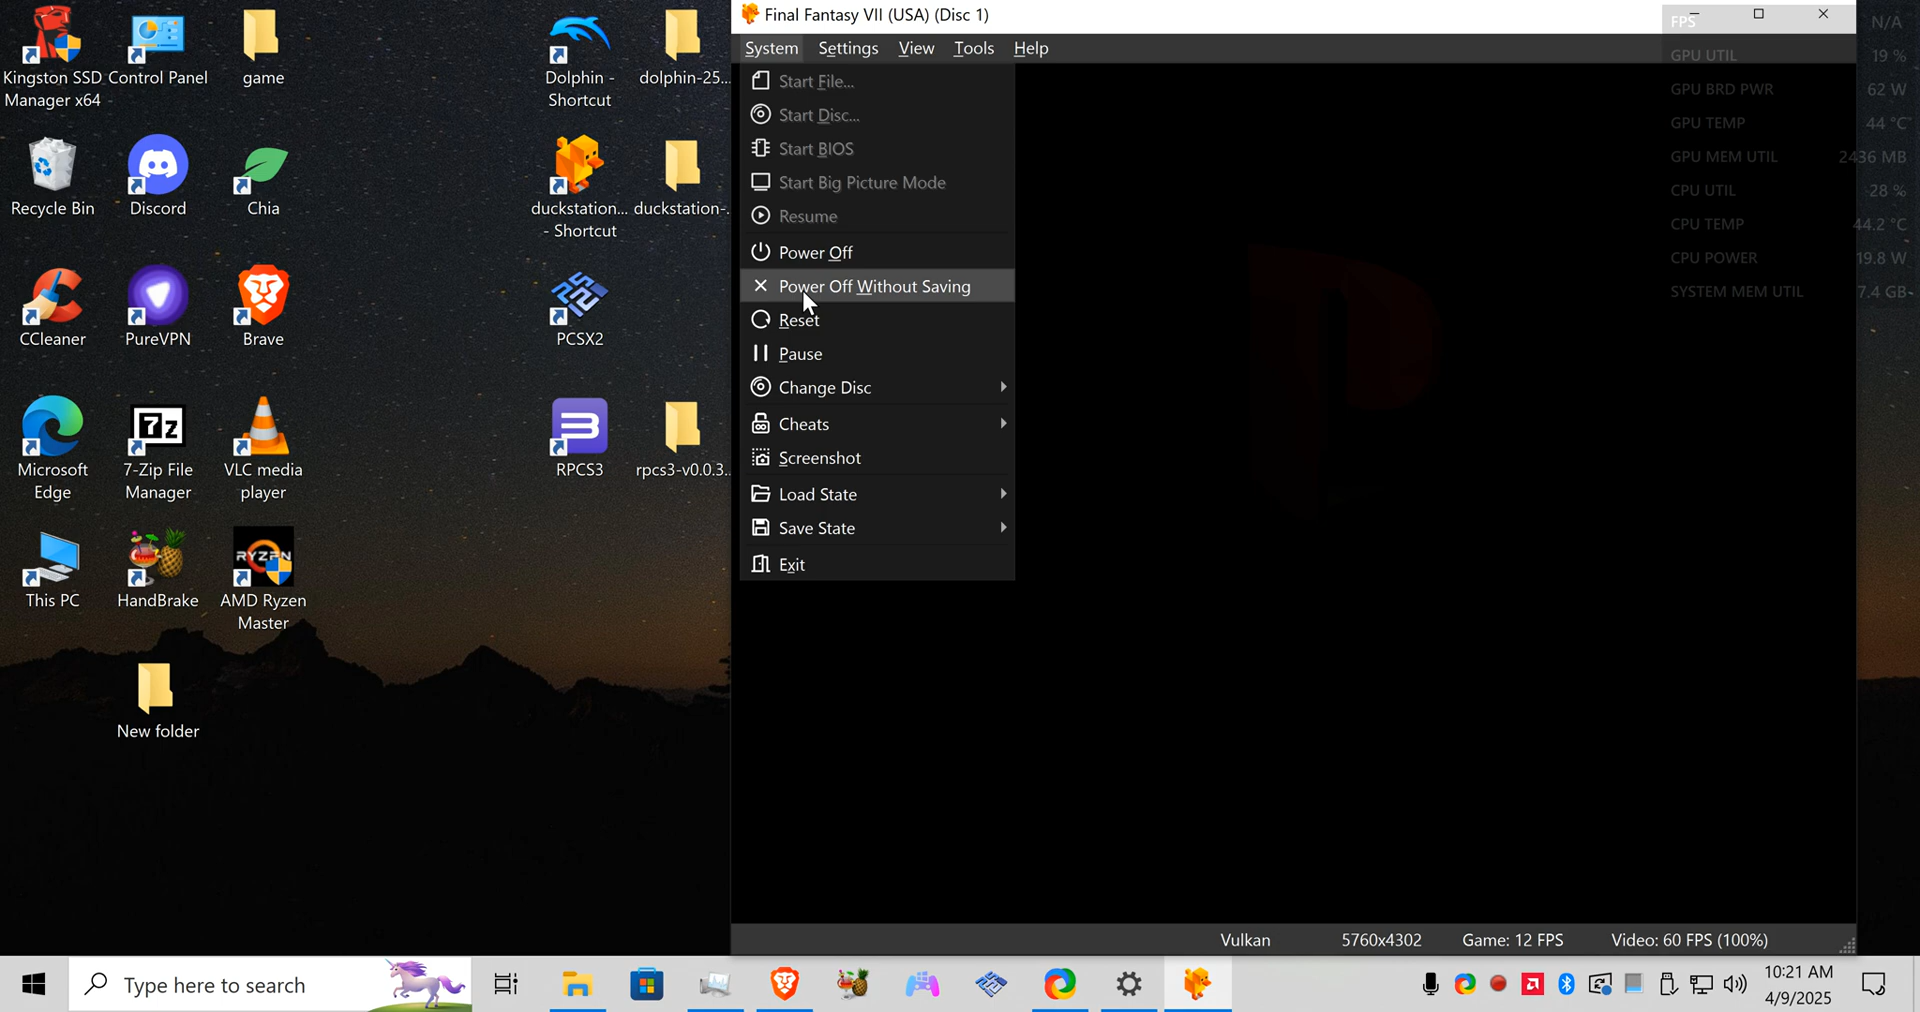 Kingston SSD
Manager x64
Control Panel
game
Dolphin -
Shortcut
dolphin-25...
Recycle Bin
Discord
Chia
duckstation...
- Shortcut
duckstation-...
CCleaner
PureVPN
Brave
PCSX2
Microsoft
Edge
7z
7-Zip File
Manager
VLC media
player
RPCS3
rpcs3-v0.0.3...
This PC
HandBrake
RYZEN
AMD Ryzen
Master
New folder
Final Fantasy VII (USA) (Disc 1)
System Settings View Tools Help
Start File...
Start Disc...
Start BIOS
Start Big Picture Mode
Resume
Power Off
Power Off Without Saving
Reset
Pause
Change Disc
Cheats
Screenshot
Load State
Save State
Exit
FPS N/A
GPU UTIL 19 %
GPU BRD PWR 62 W
GPU TEMP 44 °C
GPU MEM UTIL 2436 MB
CPU UTIL 28 %
CPU TEMP 44.2 °C
CPU POWER 19.8 W
SYSTEM MEM UTIL 7.4 GB
Vulkan 5760x4302 Game: 12 FPS Video: 60 FPS (100%)
Type here to search
10:21 AM
4/9/2025